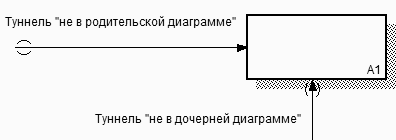 Туннель "не в родительской диаграмме"
A1
Туннель "не в дочерней диаграмме"